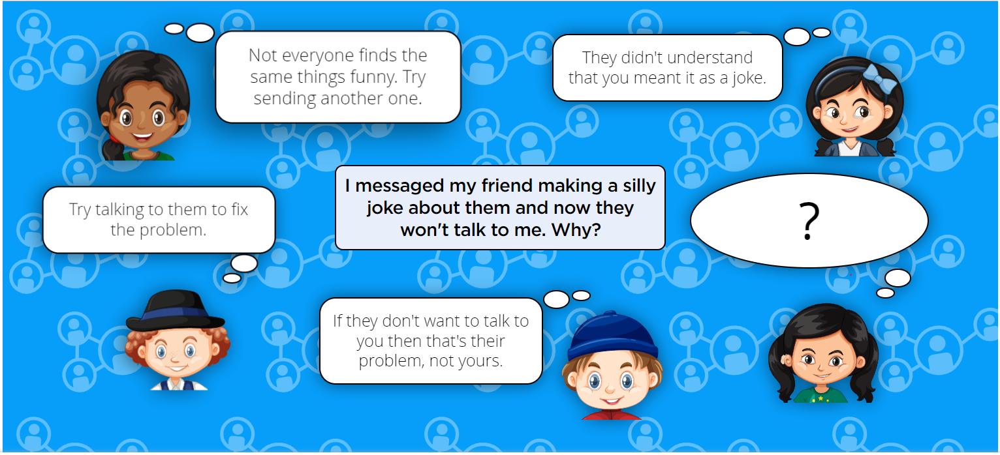 Not everyone finds the
same things funny. Try
sending another one.
They didn't understand
that you meant it as a joke.
I messaged my friend making a silly
joke about them and now they
won't talk to me. Why?
Try talking to them to fix
the problem.
?
If they don't want to talk to
you then that's their
problem, not yours.